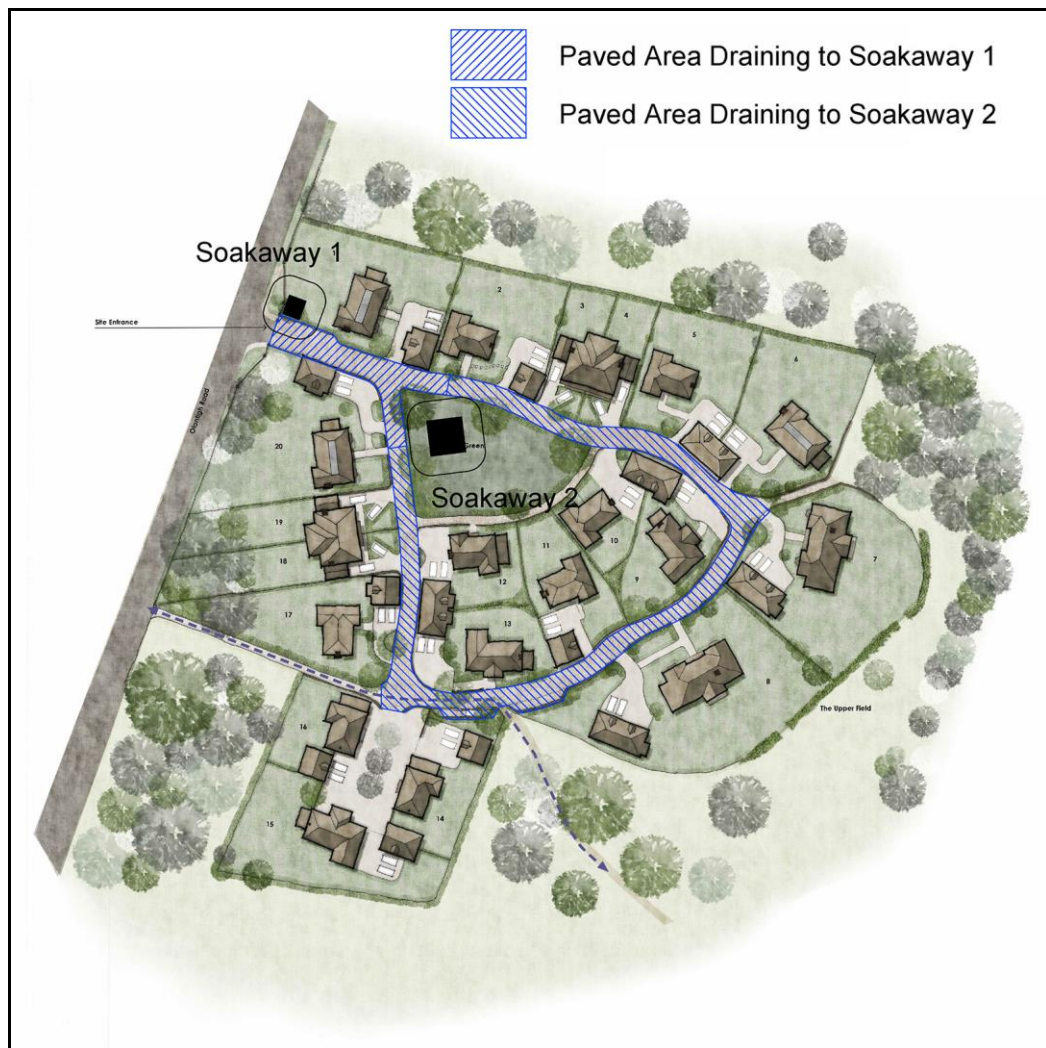 Paved Area Draining to Soakaway 1
Paved Area Draining to Soakaway 2
Soakaway 1
Site Entrance
2
3
4
5
6
Road
Green
20
Soakaway 2
19
18
17
11
10
12
9
13
7
8
The Upper Field
16
15
14